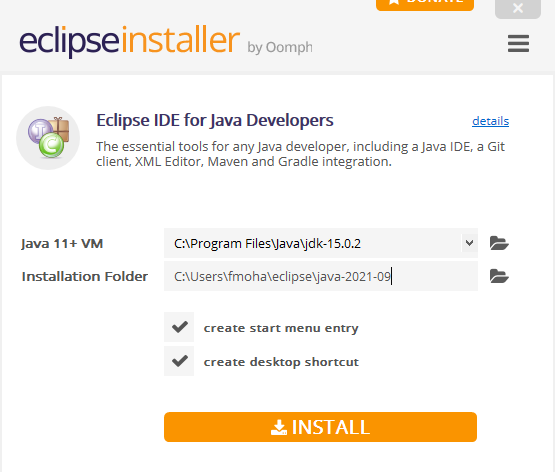 DONATE
eclipseinstaller by Oomph
Eclipse IDE for Java Developers
details
The essential tools for any Java developer, including a Java IDE, a Git
client, XML Editor, Maven and Gradle integration.
Java 11+ VM
C:\Program Files\Java\jdk-15.0.2
Installation Folder
C:\Users\fmoha\eclipse\java-2021-09
create start menu entry
create desktop shortcut
INSTALL